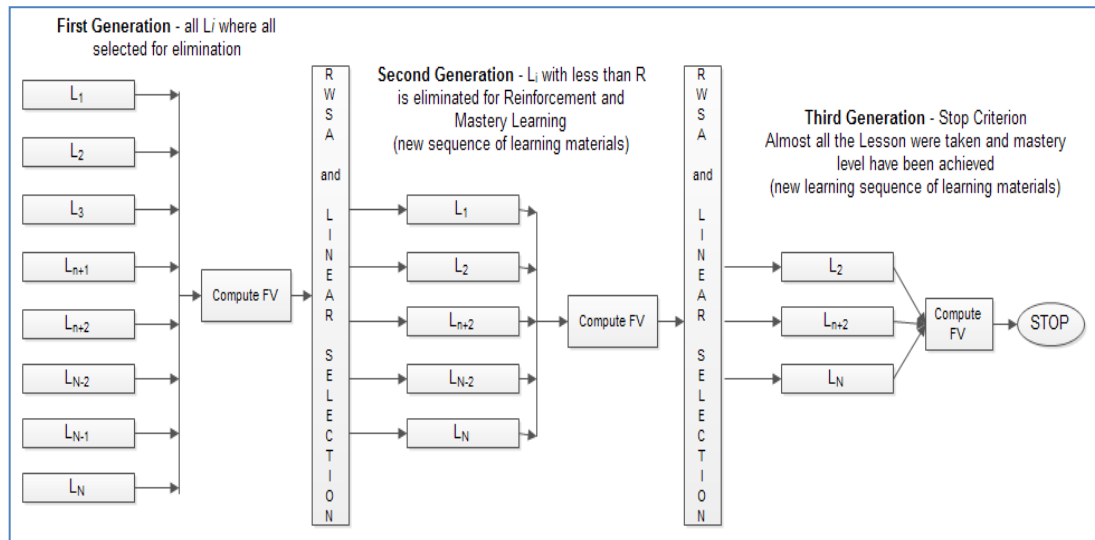 First Generation - all Li where all
selected for elimination
L1
L2
L3
Ln+1
Ln+2
LN-2
LN-1
LN
Compute FV
RWSA and LINEAR SELECTION
Second Generation - Li with less than R
is eliminated for Reinforcement and
Mastery Learning
(new sequence of learning materials)
L1
L2
Ln+2
LN-2
LN
Compute FV
RWSA and LINEAR SELECTION
Third Generation - Stop Criterion
Almost all the Lesson were taken and mastery
level have been achieved
(new learning sequence of learning materials)
L2
Ln+2
LN
Compute
FV
STOP